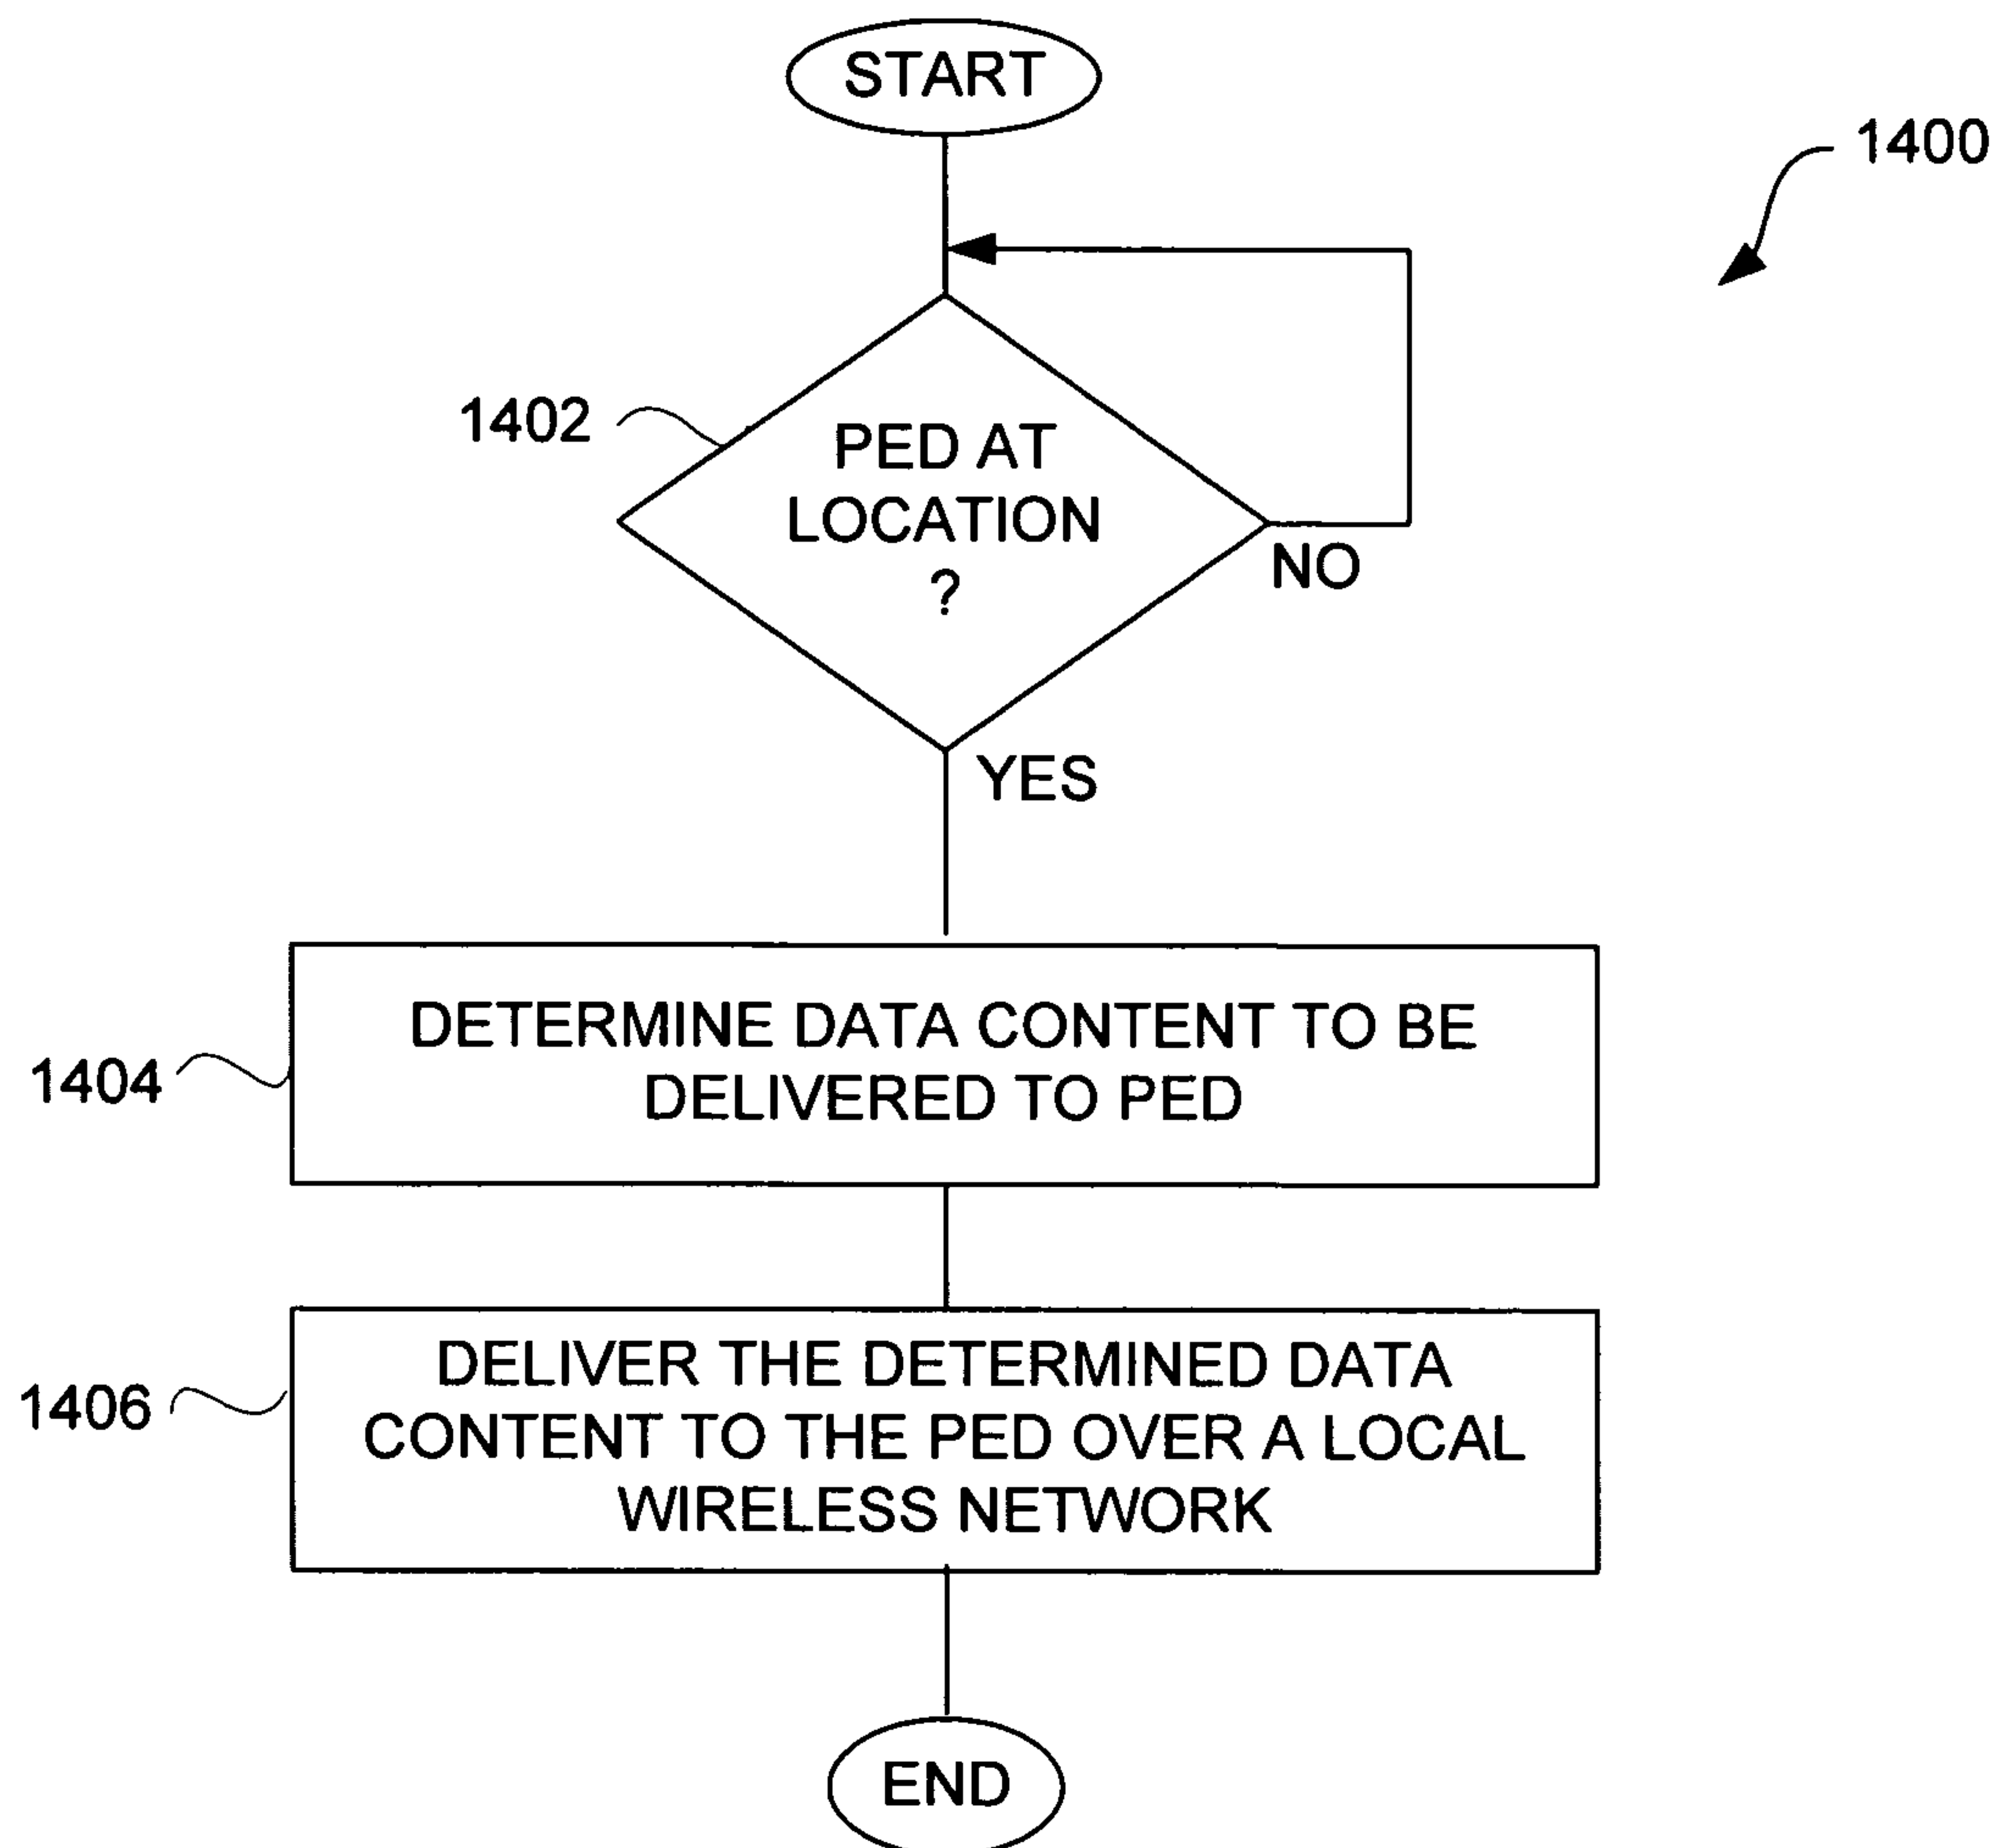 START
1400
1402
PED AT
LOCATION
?
NO
YES
1404
DETERMINE DATA CONTENT TO BE
DELIVERED TO PED
1406
DELIVER THE DETERMINED DATA
CONTENT TO THE PED OVER A LOCAL
WIRELESS NETWORK
END